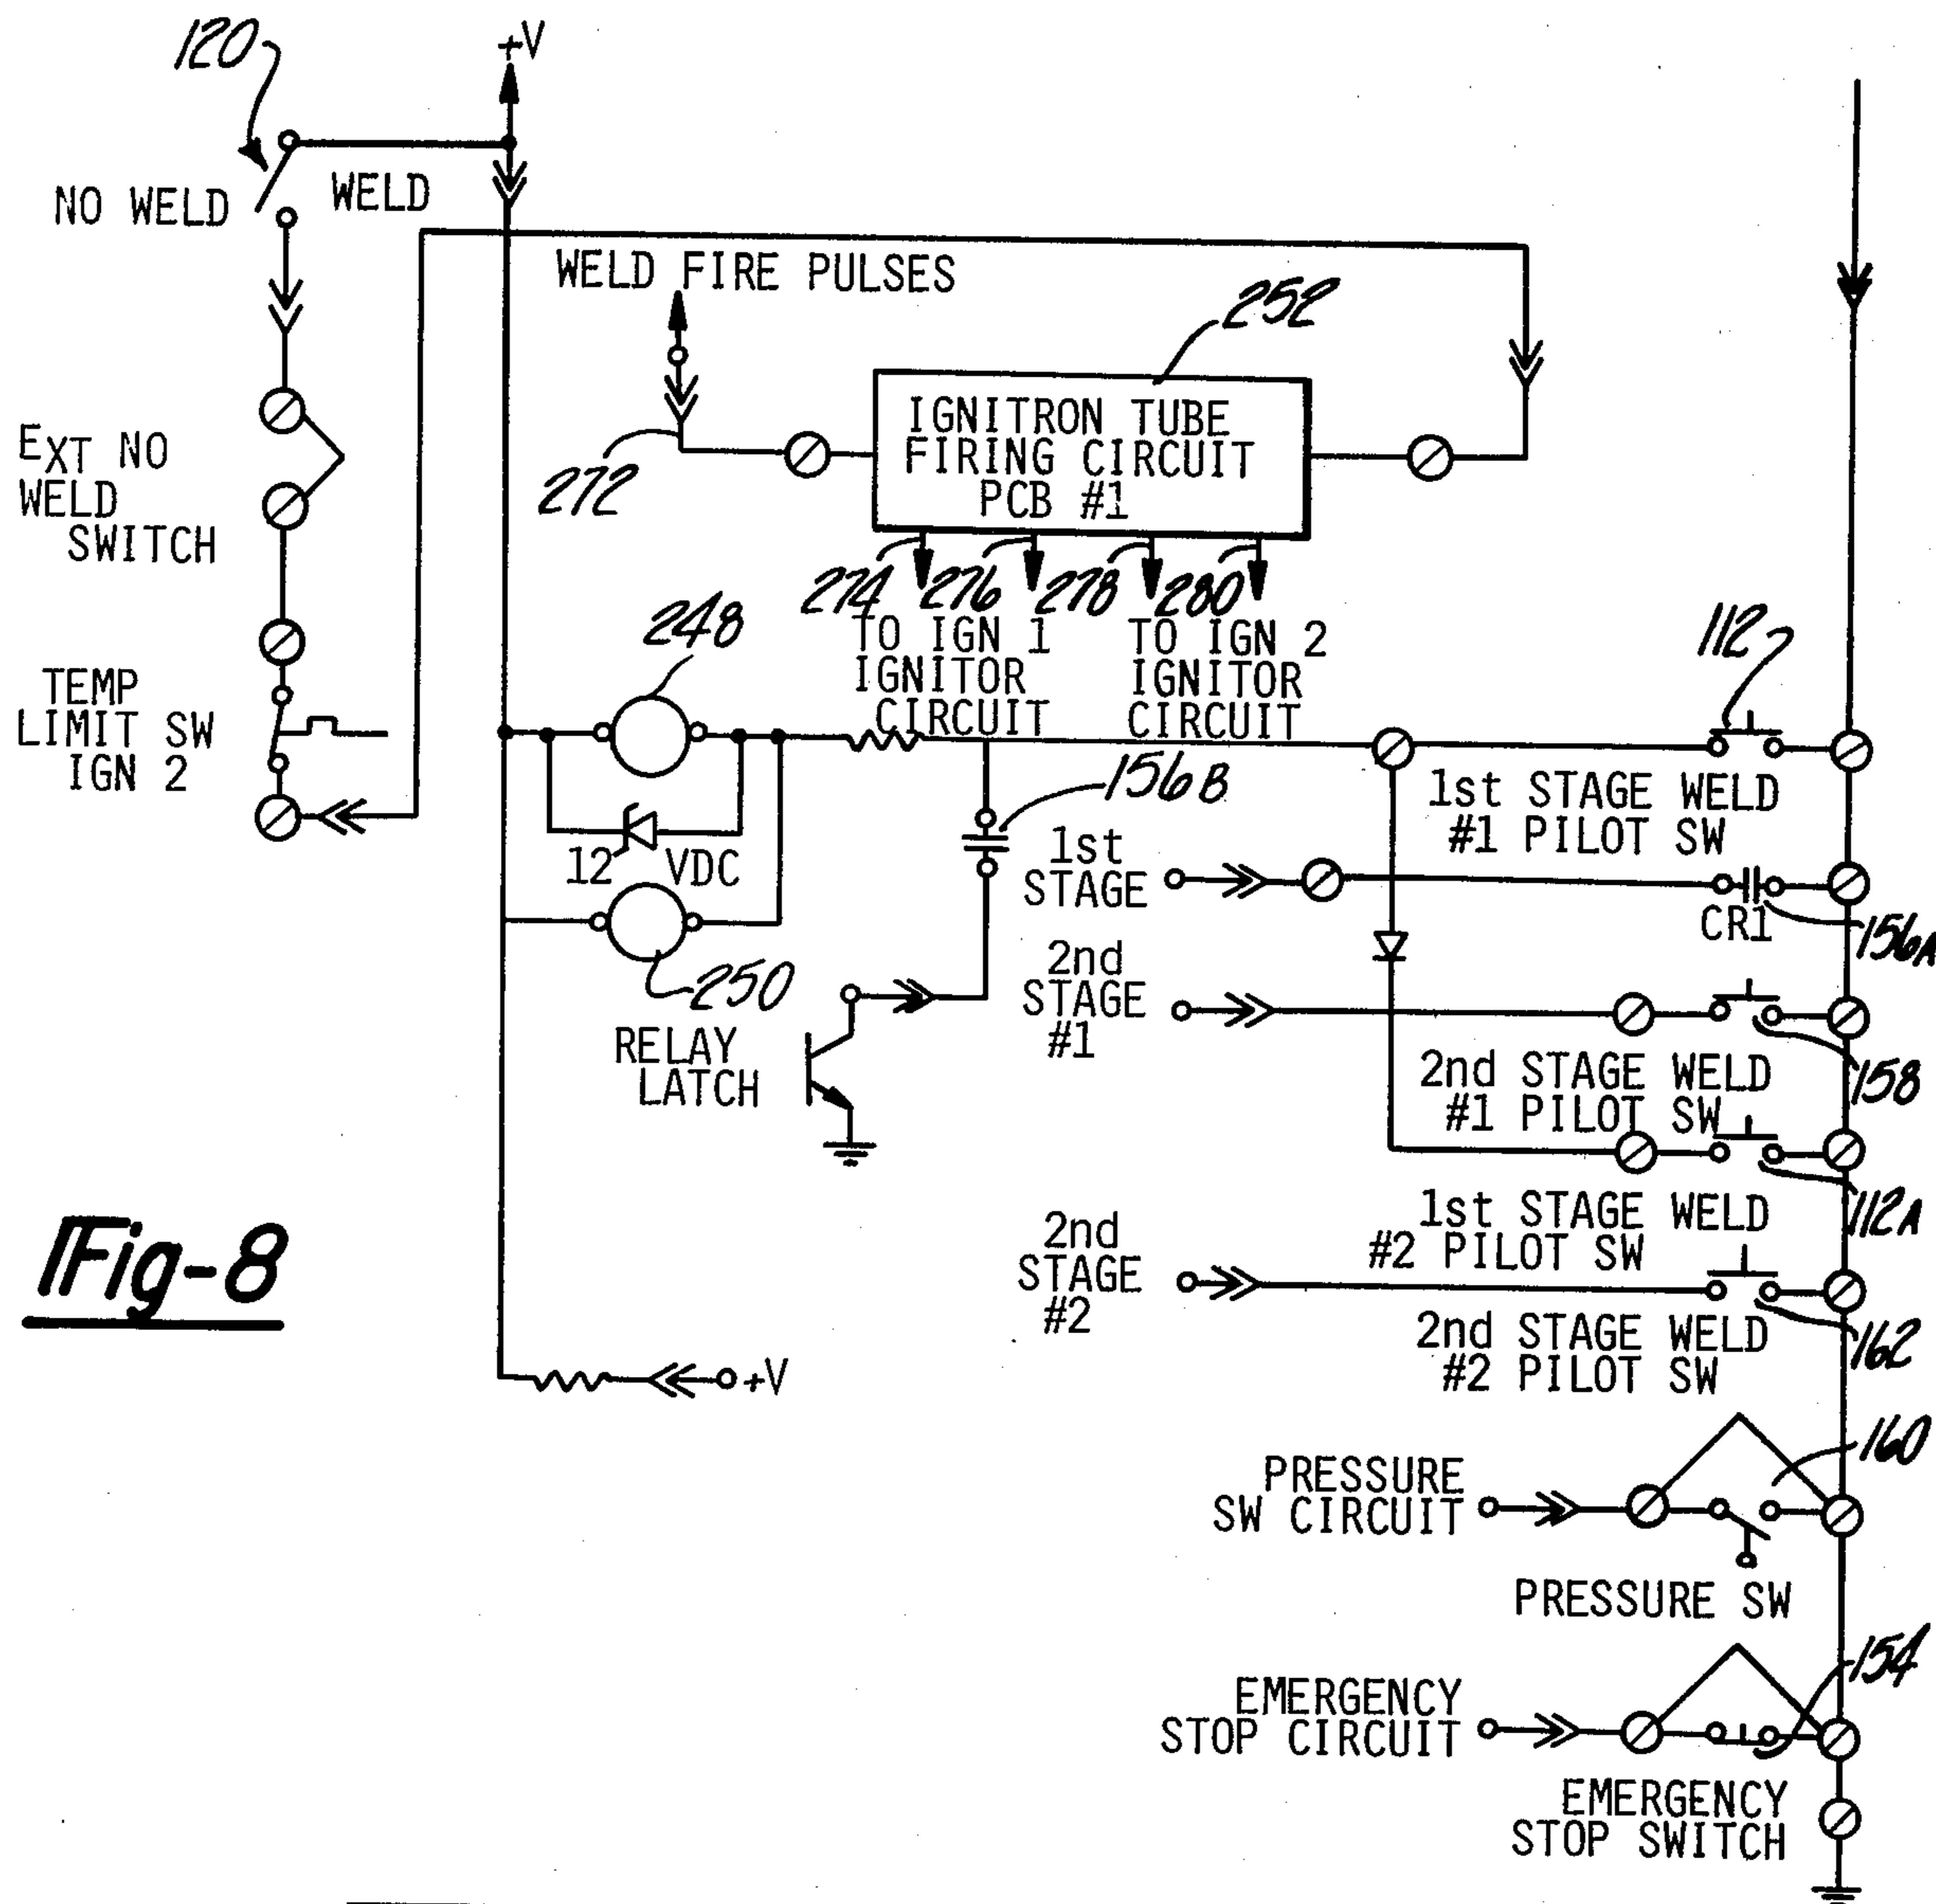 120
+V
NO WELD
WELD
WELD FIRE PULSES
252
IGNITRON TUBE
FIRING CIRCUIT
PCB #1
272
EXT NO
WELD
SWITCH
274
276
278
280
TO IGN 1
IGNITOR
CIRCUIT
TO IGN 2
IGNITOR
CIRCUIT
248
112
TEMP
LIMIT SW
IGN 2
156B
1st STAGE WELD
#1 PILOT SW
12 VDC
1st
STAGE
CR1
156A
250
2nd
STAGE
#1
RELAY
LATCH
2nd STAGE WELD
#1 PILOT SW
158
1st STAGE WELD
#2 PILOT SW
112A
2nd
STAGE
#2
2nd STAGE WELD
#2 PILOT SW
162
Fig-8
+V
160
PRESSURE
SW CIRCUIT
PRESSURE SW
154
EMERGENCY
STOP CIRCUIT
EMERGENCY
STOP SWITCH